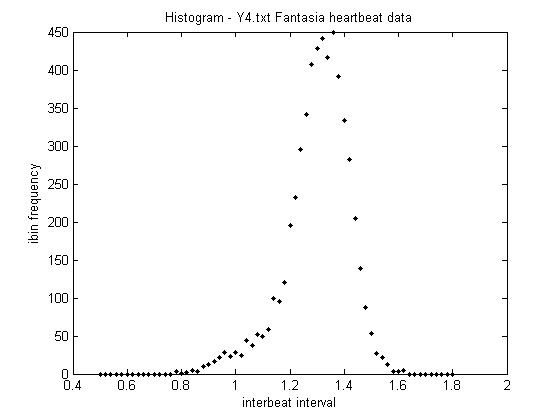 Histogram - Y4.txt Fantasia heartbeat data
450
400
350
300
250
200
150
100
50
0
ibin frequency
0.4 0.6 0.8 1 1.2 1.4 1.6 1.8 2
interbeat interval